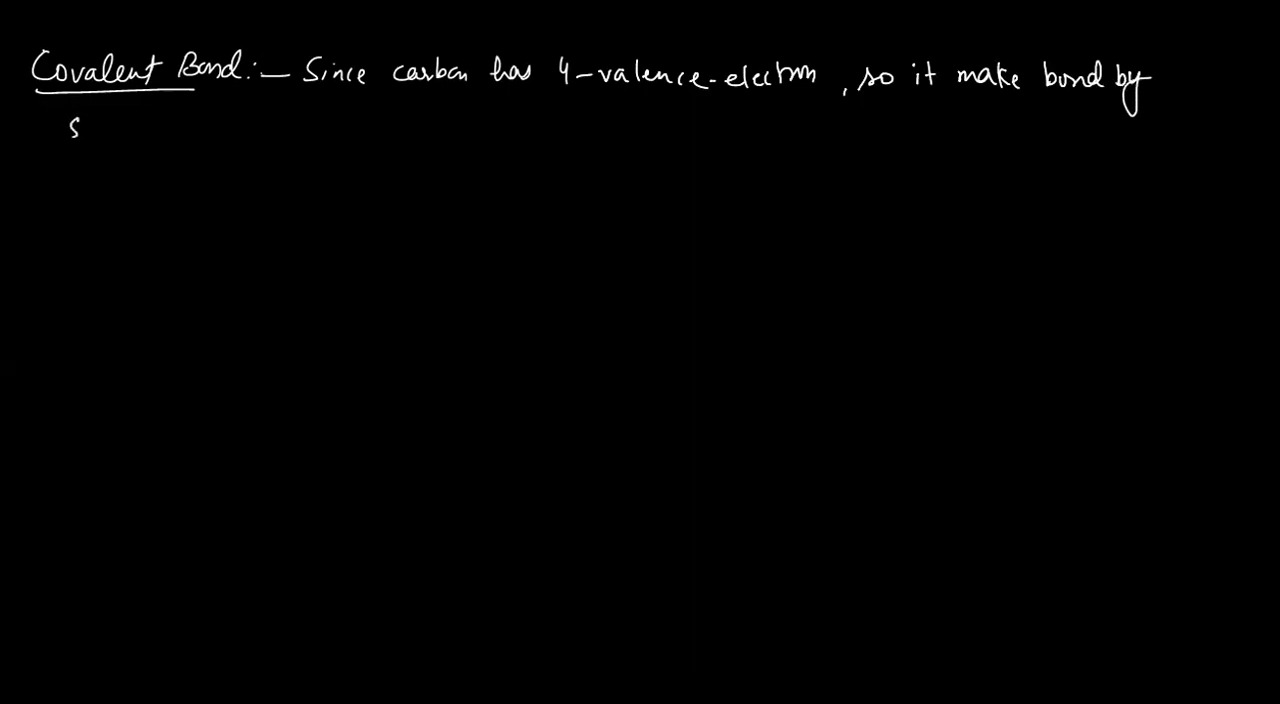 Covalent Bond:— Since carbon has 4-valence-electron, so it make bond by
s